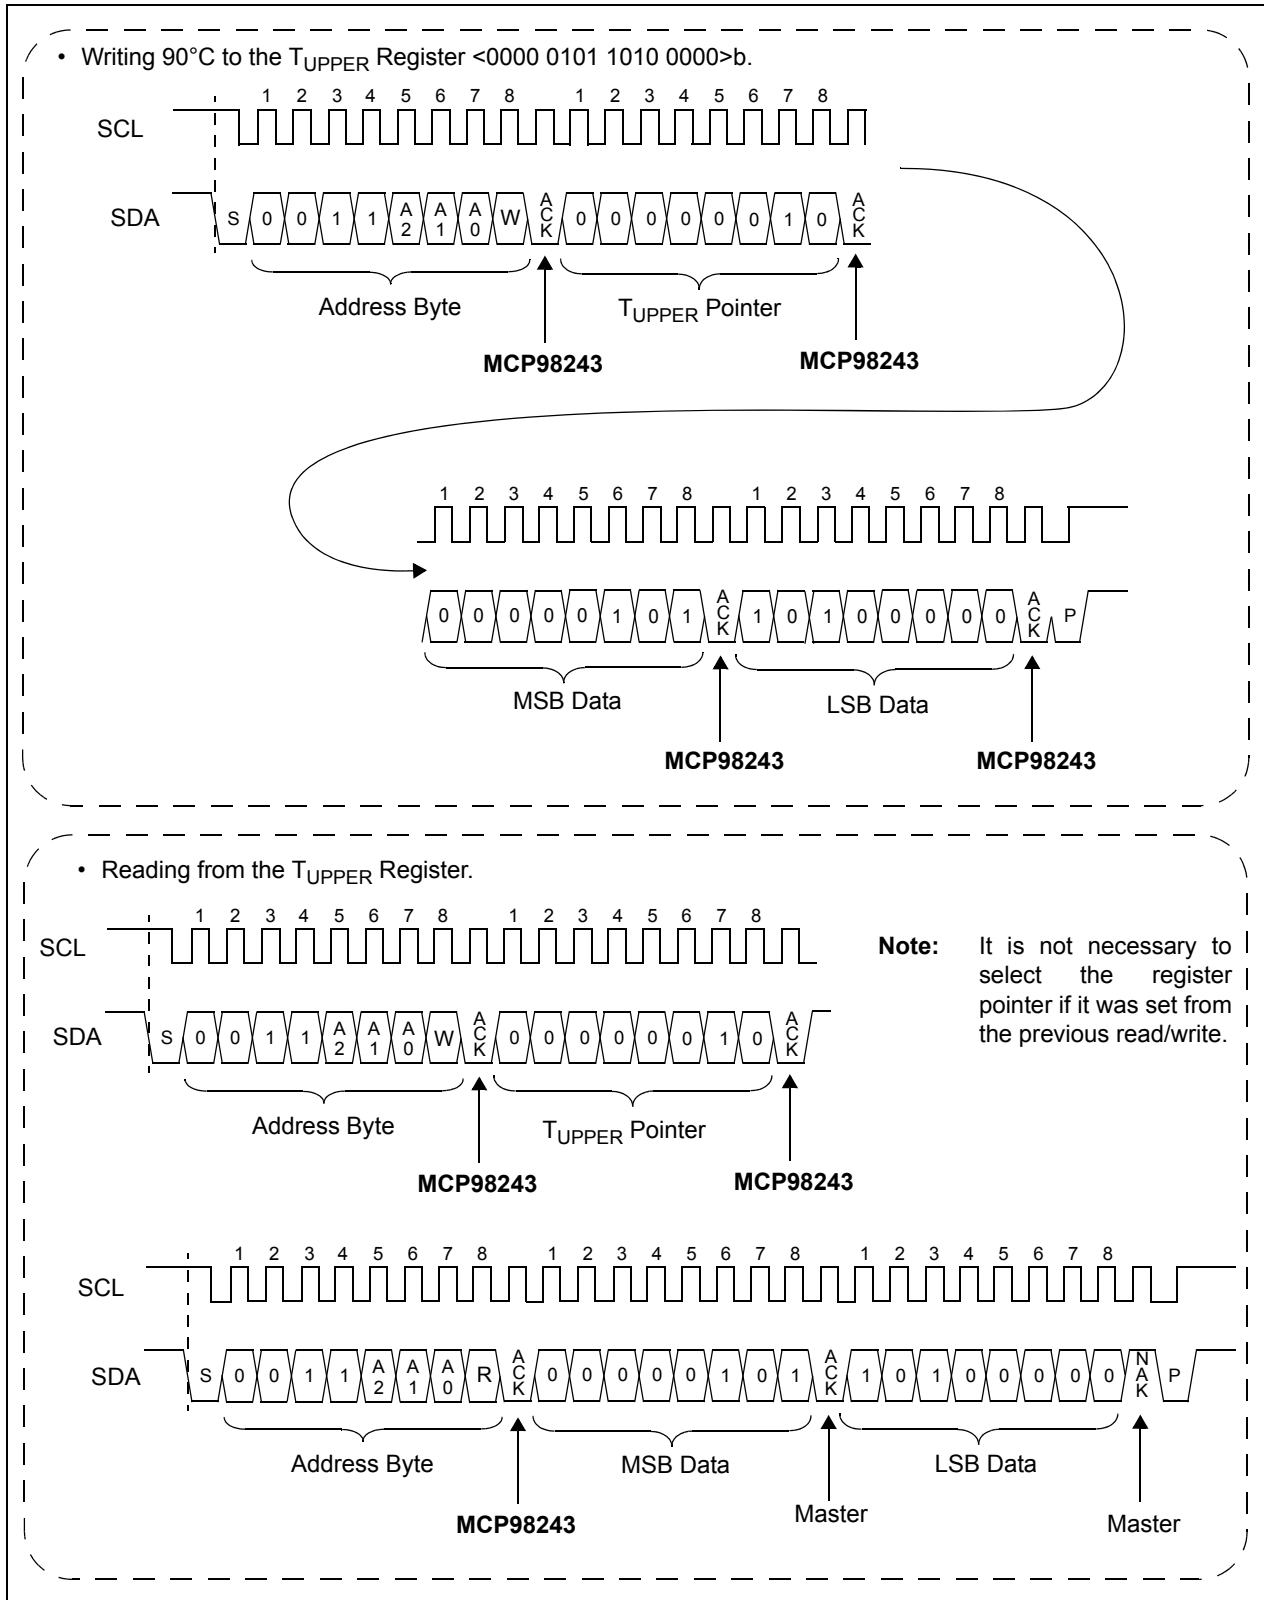 • Writing 90°C to the TUPPER Register <0000 0101 1010 0000>b.
1 2 3 4 5 6 7 8 1 2 3 4 5 6 7 8
SCL
SDA S 0 0 1 1 A2 A1 A0 W ACK 0 0 0 0 0 0 1 0 ACK
Address Byte TUPPER Pointer
MCP98243 MCP98243
1 2 3 4 5 6 7 8 1 2 3 4 5 6 7 8
0 0 0 0 0 1 0 1 ACK 1 0 1 0 0 0 0 0 ACK P
MSB Data LSB Data
MCP98243 MCP98243
• Reading from the TUPPER Register.
1 2 3 4 5 6 7 8 1 2 3 4 5 6 7 8
SCL
SDA S 0 0 1 1 A2 A1 A0 W ACK 0 0 0 0 0 0 1 0 ACK
Address Byte TUPPER Pointer
MCP98243 MCP98243
Note: It is not necessary to
select the register
pointer if it was set from
the previous read/write.
1 2 3 4 5 6 7 8 1 2 3 4 5 6 7 8 1 2 3 4 5 6 7 8
SCL
SDA S 0 0 1 1 A2 A1 A0 R ACK 0 0 0 0 0 1 0 1 ACK 1 0 1 0 0 0 0 0 NAK P
Address Byte MSB Data LSB Data
MCP98243 Master Master